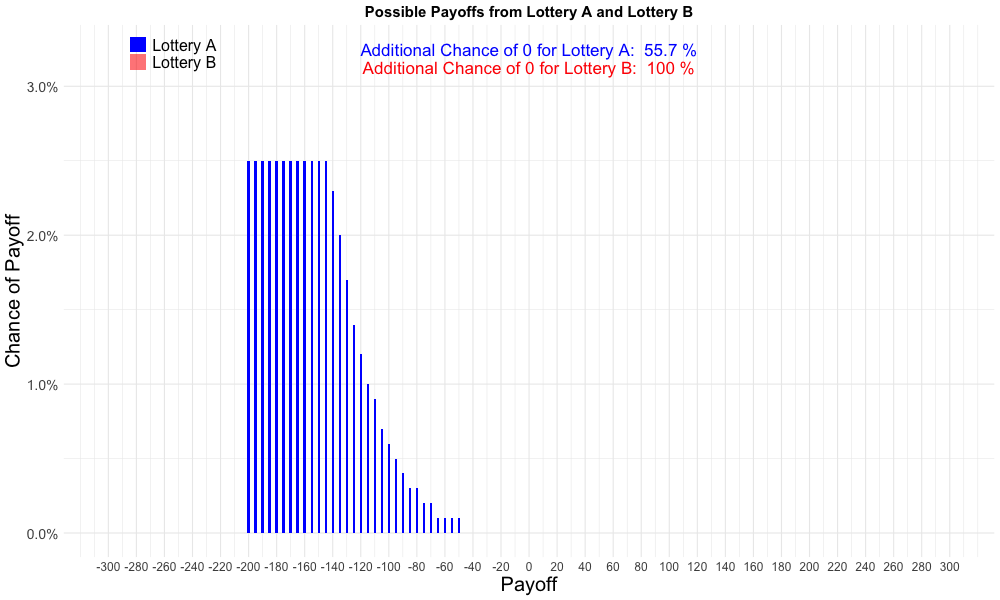 Possible Payoffs from Lottery A and Lottery B
Lottery A
Lottery B
Additional Chance of 0 for Lottery A:  55.7 %
Additional Chance of 0 for Lottery B:  100 %
Chance of Payoff
3.0%
2.0%
1.0%
0.0%
-300 -280 -260 -240 -220 -200 -180 -160 -140 -120 -100 -80 -60 -40 -20 0 20 40 60 80 100 120 140 160 180 200 220 240 260 280 300
Payoff